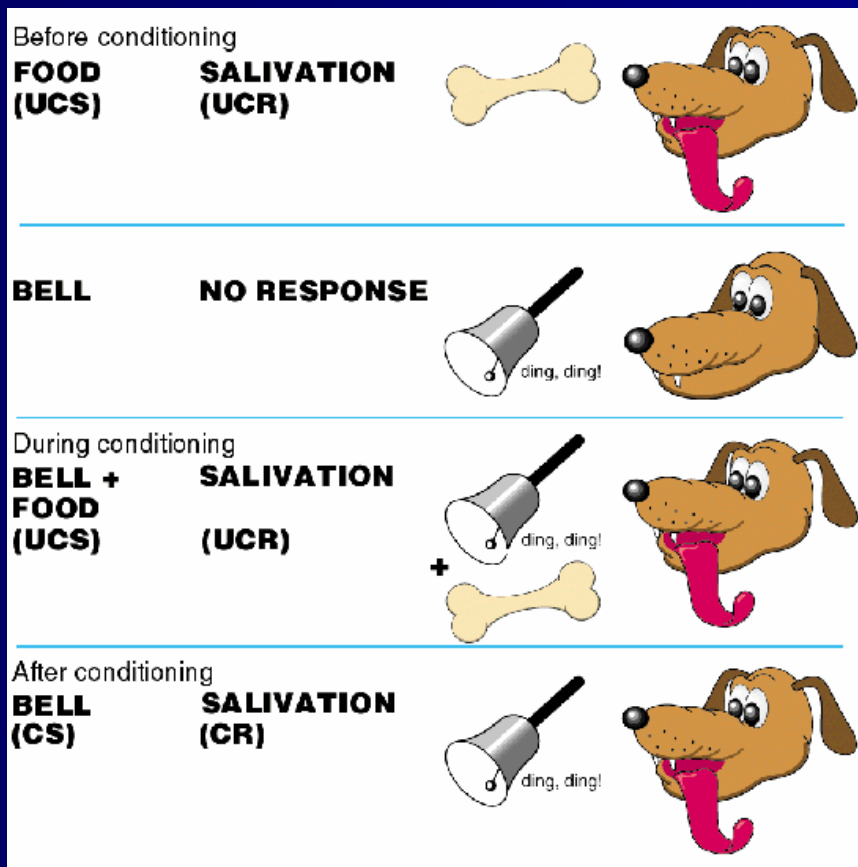 Before conditioning
FOOD SALIVATION
(UCS) (UCR)
BELL NO RESPONSE
ding, ding!
During conditioning
BELL + SALIVATION
FOOD
(UCS) (UCR)
ding, ding!
+
After conditioning
BELL SALIVATION
(CS) (CR)
ding, ding!